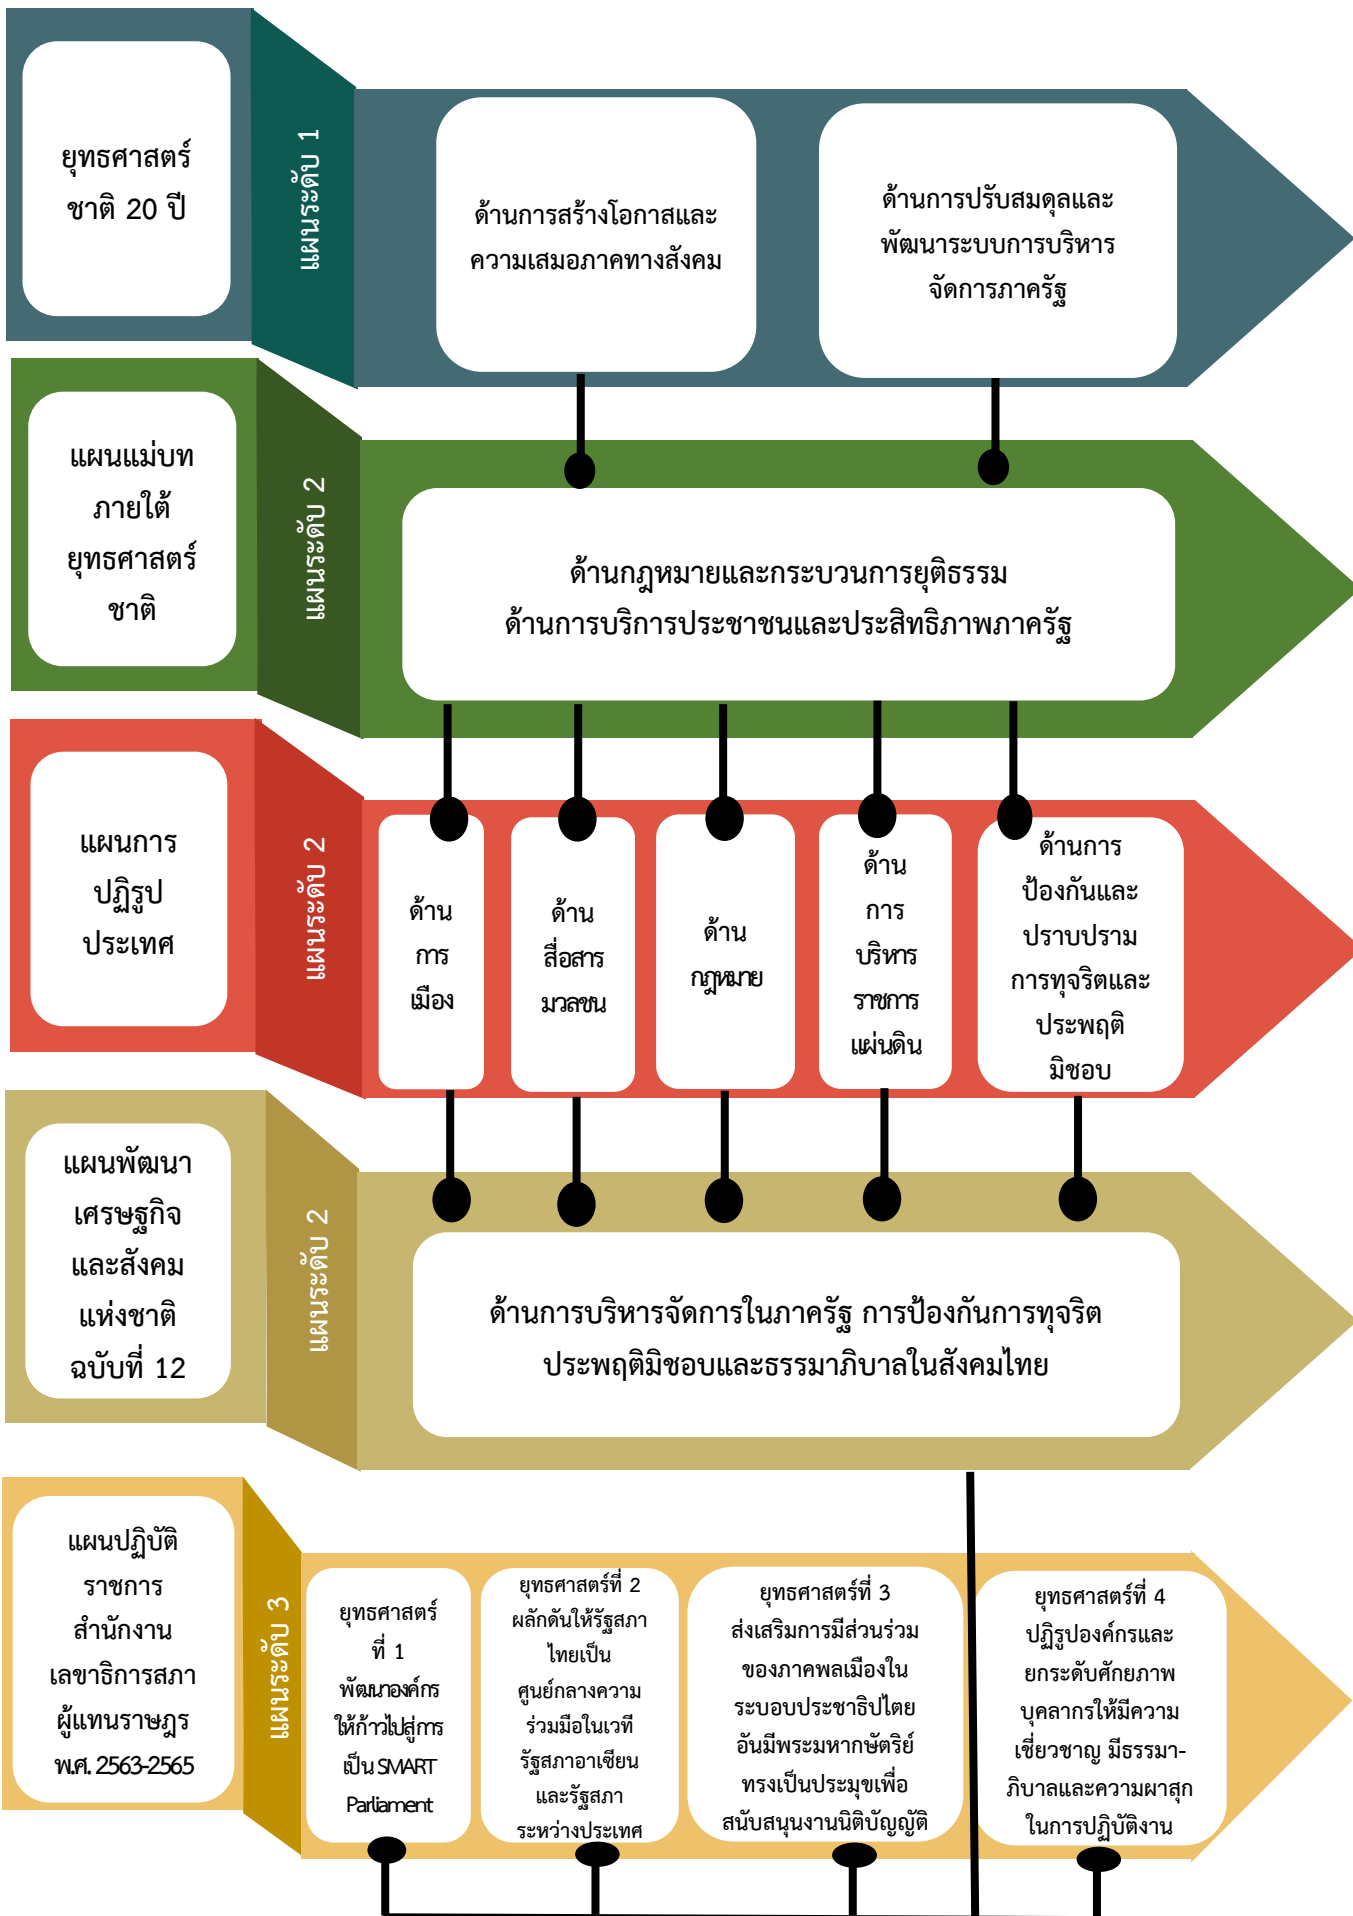 ยุทธศาสตร์
ชาติ 20 ปี
แผนระดับ 1
ด้านการสร้างโอกาสและ
ความเสมอภาคทางสังคม
ด้านการปรับสมดุลและ
พัฒนาระบบการบริหาร
จัดการภาครัฐ
แผนแม่บท
ภายใต้
ยุทธศาสตร์
ชาติ
แผนระดับ 2
ด้านกฎหมายและกระบวนการยุติธรรม
ด้านการบริการประชาชนและประสิทธิภาพภาครัฐ
แผนการ
ปฏิรูป
ประเทศ
แผนระดับ 2
ด้าน
การ
เมือง
ด้าน
สื่อสาร
มวลชน
ด้าน
กฎหมาย
ด้าน
การ
บริหาร
ราชการ
แผ่นดิน
ด้านการ
ป้องกันและ
ปราบปราม
การทุจริตและ
ประพฤติ
มิชอบ
แผนพัฒนา
เศรษฐกิจ
และสังคม
แห่งชาติ
ฉบับที่ 12
แผนระดับ 2
ด้านการบริหารจัดการในภาครัฐ การป้องกันการทุจริต
ประพฤติมิชอบและธรรมาภิบาลในสังคมไทย
แผนปฏิบัติ
ราชการ
สำนักงาน
เลขาธิการสภา
ผู้แทนราษฎร
พ.ศ. 2563-2565
แผนระดับ 3
ยุทธศาสตร์
ที่ 1
พัฒนาองค์กร
ให้ก้าวไปสู่การ
เป็น SMART
Parliament
ยุทธศาสตร์ที่ 2
ผลักดันให้รัฐสภา
ไทยเป็น
ศูนย์กลางความ
ร่วมมือในเวที
รัฐสภาอาเซียน
และรัฐสภา
ระหว่างประเทศ
ยุทธศาสตร์ที่ 3
ส่งเสริมการมีส่วนร่วม
ของภาคพลเมืองใน
ระบอบประชาธิปไตย
อันมีพระมหากษัตริย์
ทรงเป็นประมุขเพื่อ
สนับสนุนงานนิติบัญญัติ
ยุทธศาสตร์ที่ 4
ปฏิรูปองค์กรและ
ยกระดับศักยภาพ
บุคลากรให้มีความ
เชี่ยวชาญ มีธรรมา-
ภิบาลและความผาสุก
ในการปฏิบัติงาน